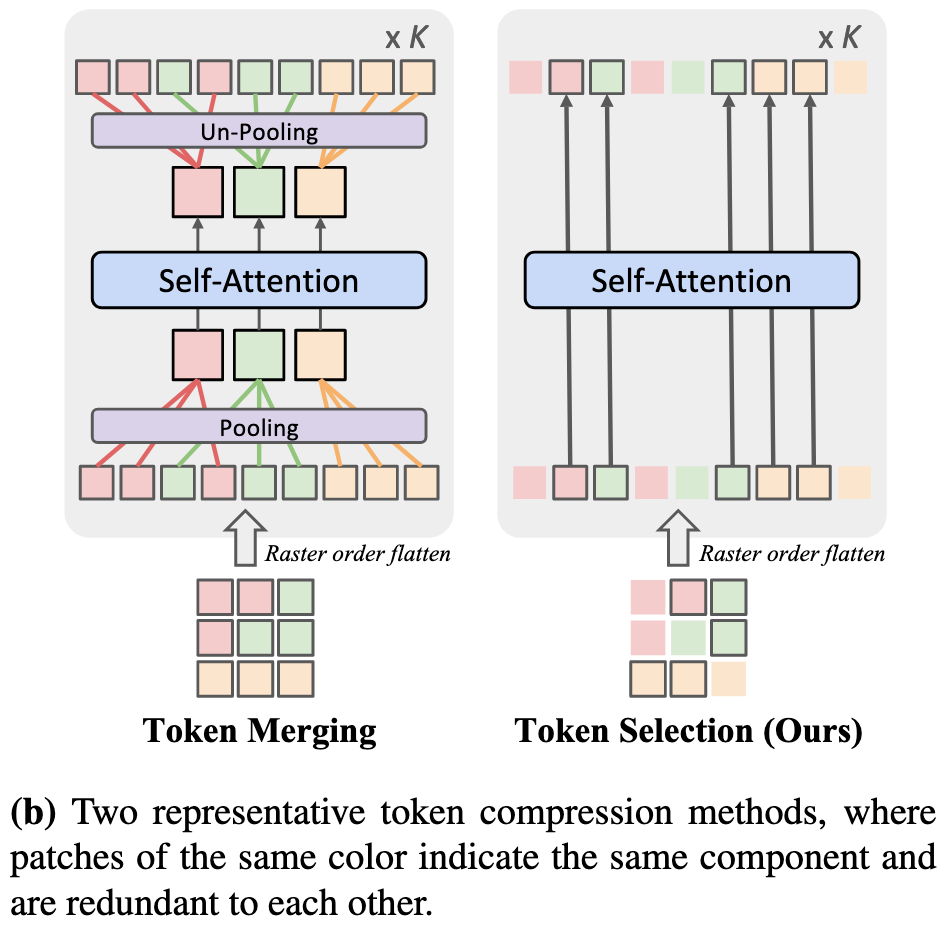 x K
Un-Pooling
Self-Attention
Pooling
Raster order flatten
Token Merging
x K
Self-Attention
Raster order flatten
Token Selection (Ours)
(b) Two representative token compression methods, where
patches of the same color indicate the same component and
are redundant to each other.